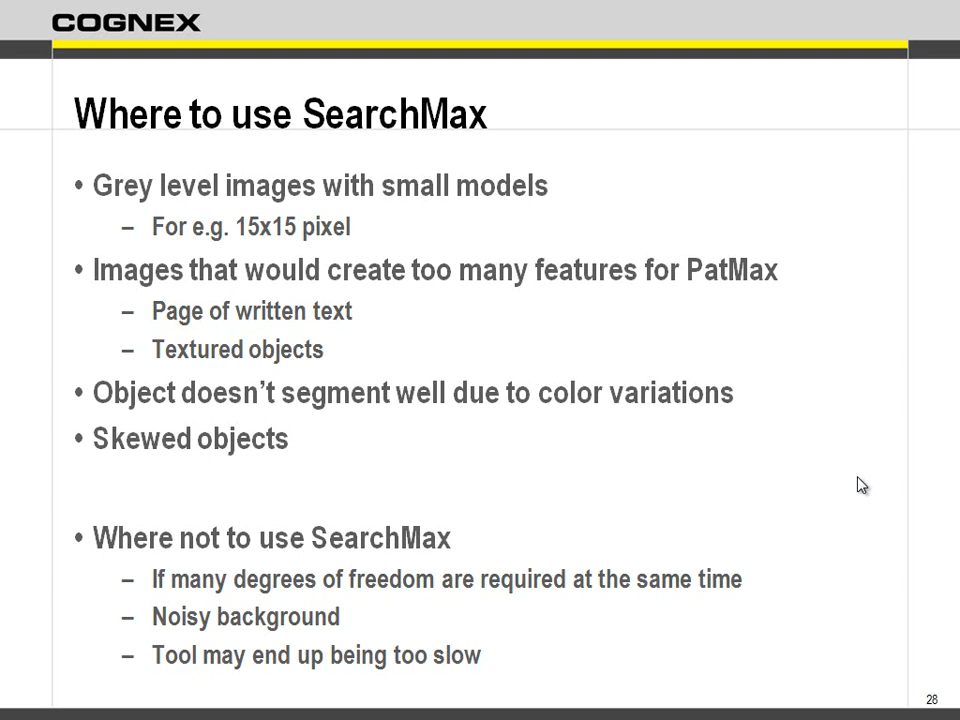 COGNEX
Where to use SearchMax
• Grey level images with small models
– For e.g. 15x15 pixel
• Images that would create too many features for PatMax
– Page of written text
– Textured objects
• Object doesn’t segment well due to color variations
• Skewed objects
• Where not to use SearchMax
– If many degrees of freedom are required at the same time
– Noisy background
– Tool may end up being too slow
28